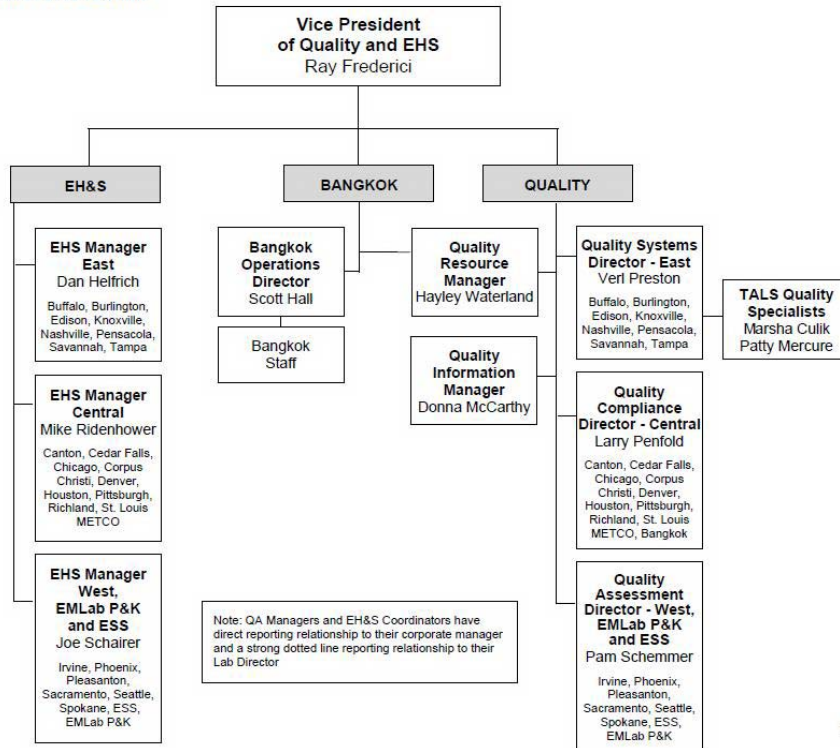 Vice President
of Quality and EHS
Ray Frederici
EH&S
BANGKOK
QUALITY
EHS Manager
East
Dan Helfrich
Buffalo, Burlington,
Edison, Knoxville,
Nashville, Pensacola,
Savannah, Tampa
EHS Manager
Central
Mike Ridenhower
Canton, Cedar Falls,
Chicago, Corpus
Christi, Denver,
Houston, Pittsburgh,
Richland, St. Louis
METCO
EHS Manager
West,
EMLab P&K
and ESS
Joe Schairer
Irvine, Phoenix,
Pleasanton,
Sacramento, Seattle,
Spokane, ESS,
EMLab P&K
Bangkok
Operations
Director
Scott Hall
Bangkok
Staff
Quality
Resource
Manager
Hayley Waterland
Quality
Information
Manager
Donna McCarthy
Quality Systems
Director - East
Verl Preston
Buffalo, Burlington,
Edison, Knoxville,
Nashville, Pensacola,
Savannah, Tampa
TALS Quality
Specialists
Marsha Culik
Patty Mercure
Quality
Compliance
Director - Central
Larry Penfold
Canton, Cedar Falls,
Chicago, Corpus
Christi, Denver,
Houston, Pittsburgh,
Richland, St. Louis
METCO, Bangkok
Quality
Assessment
Director - West,
EMLab P&K
and ESS
Pam Schemmer
Irvine, Phoenix,
Pleasanton,
Sacramento, Seattle,
Spokane, ESS,
EMLab P&K
Note: QA Managers and EH&S Coordinators have
direct reporting relationship to their corporate manager
and a strong dotted line reporting relationship to their
Lab Director